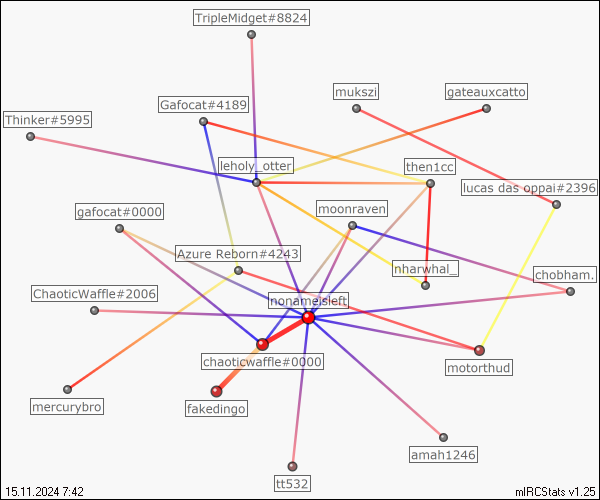 TripleMidget#8824
mukszi
gateauxcatto
Gafocat#4189
Thinker#5995
leholy_otter
then1cc
lucas das oppai#2396
gafocat#0000
moonraven
Azure Reborn#4243
nharwhal_
chobham.
ChaoticWaffle#2006
nonameisleft
chaoticwaffle#0000
motorthud
mercurybro
fakedingo
amah1246
tt532
15.11.2024 7:42
mIRCStats v1.25